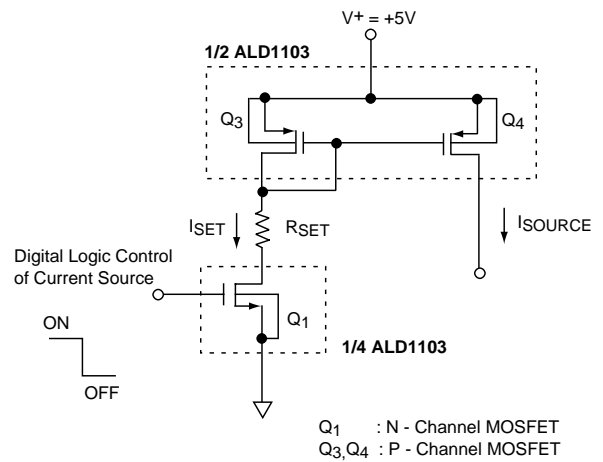 V+ = +5V
1/2 ALD1103
Q3
Q4
ISET
RSET
ISOURCE
Digital Logic Control
of Current Source
Q1
ON
OFF
1/4 ALD1103
Q1 : N - Channel MOSFET
Q3,Q4 : P - Channel MOSFET